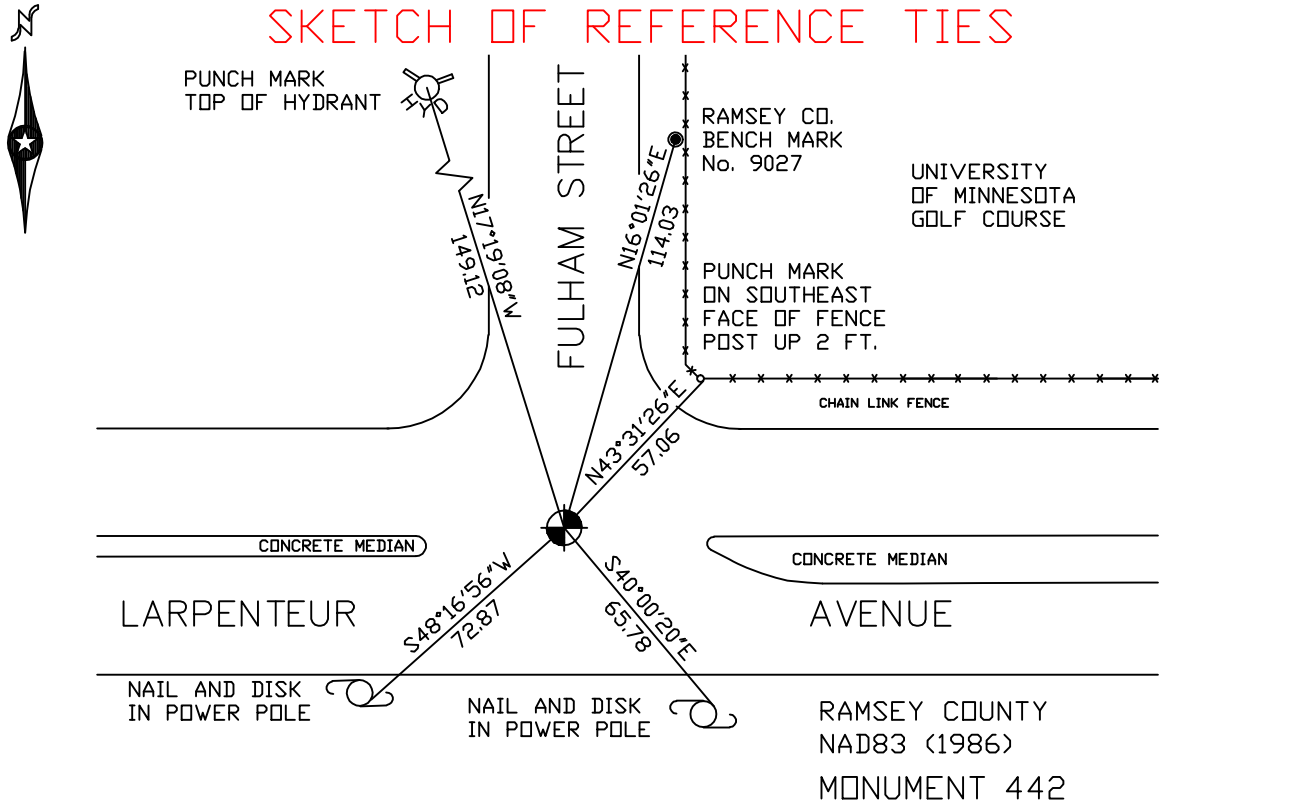 SKETCH OF REFERENCE TIES
N
PUNCH MARK
TOP OF HYDRANT
HYD
N17°19'08"W
149.12
FULHAM STREET
N16°01'26"E
114.03
RAMSEY CO.
BENCH MARK
No. 9027
UNIVERSITY
OF MINNESOTA
GOLF COURSE
PUNCH MARK
ON SOUTHEAST
FACE OF FENCE
POST UP 2 FT.
CHAIN LINK FENCE
N43°31'26"E
57.06
CONCRETE MEDIAN
CONCRETE MEDIAN
LARPENTEUR AVENUE
S48°16'56"W
72.87
S40°00'20"E
65.78
NAIL AND DISK
IN POWER POLE
NAIL AND DISK
IN POWER POLE
RAMSEY COUNTY
NAD83 (1986)
MONUMENT 442